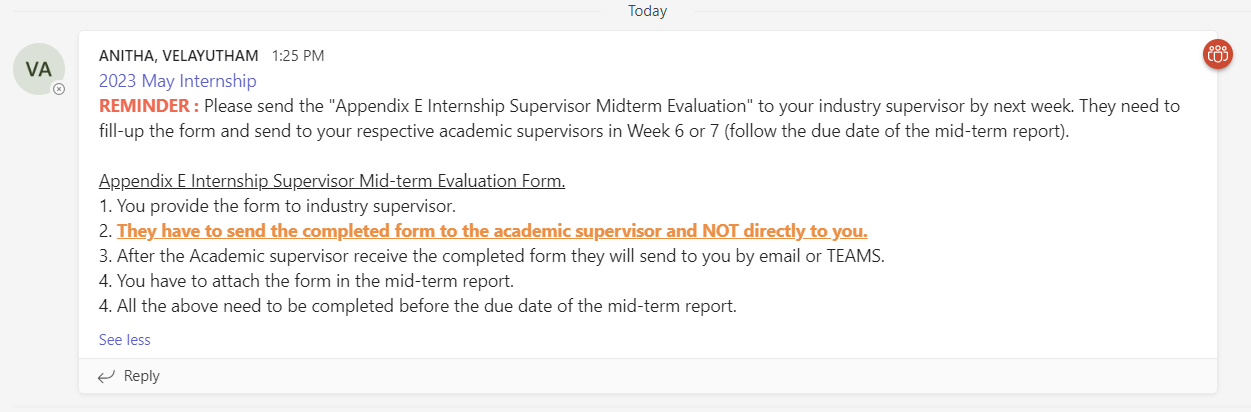 Today
VA
ANITHA, VELAYUTHAM 1:25 PM
2023 May Internship
REMINDER : Please send the "Appendix E Internship Supervisor Midterm Evaluation" to your industry supervisor by next week. They need to
fill-up the form and send to your respective academic supervisors in Week 6 or 7 (follow the due date of the mid-term report).
Appendix E Internship Supervisor Mid-term Evaluation Form.
1. You provide the form to industry supervisor.
2. They have to send the completed form to the academic supervisor and NOT directly to you.
3. After the Academic supervisor receive the completed form they will send to you by email or TEAMS.
4. You have to attach the form in the mid-term report.
4. All the above need to be completed before the due date of the mid-term report.
See less
Reply